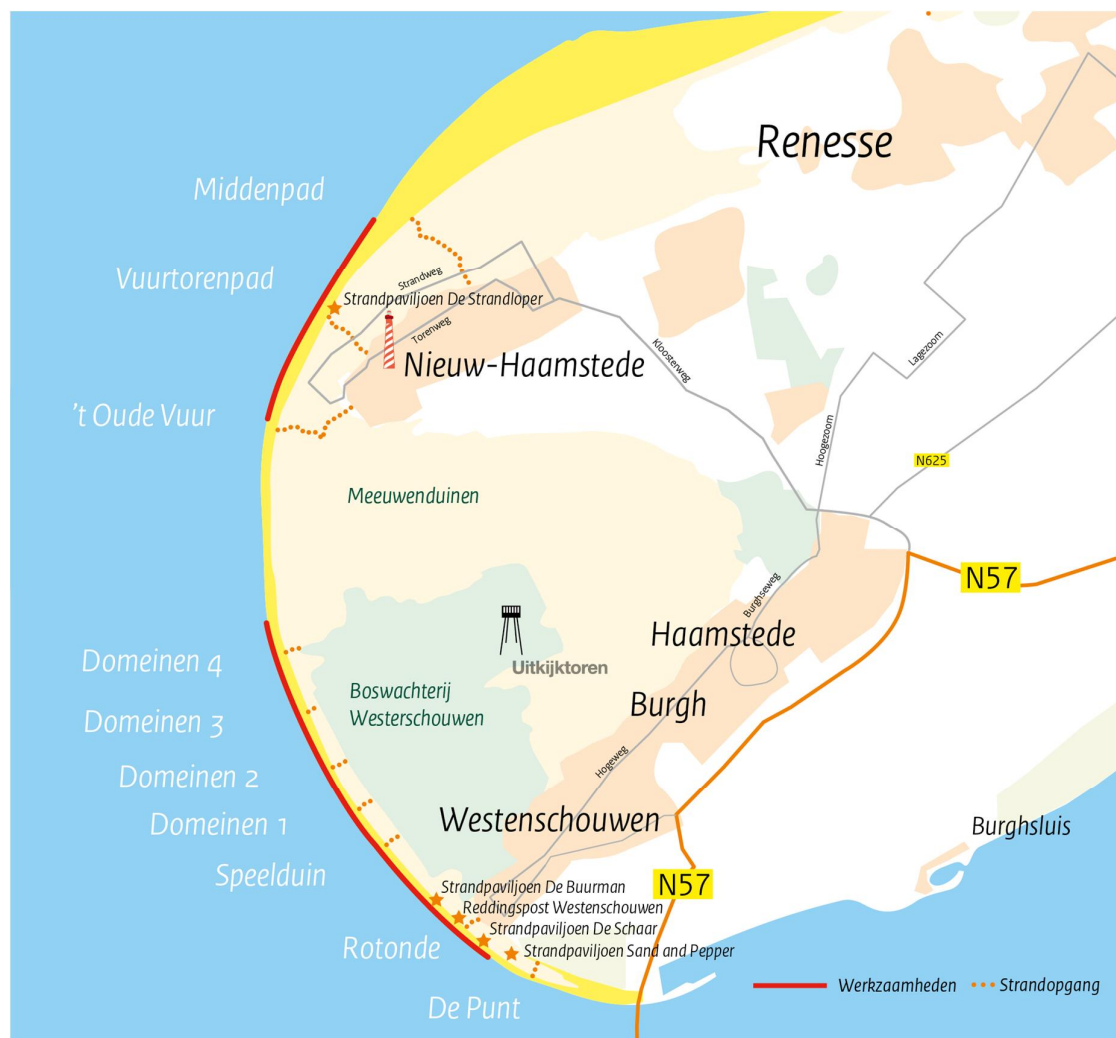 Renesse
Middenpad
Vuurtorenpad
Strandweg
Strandpaviljoen De Strandloper
Torenweg
Nieuw-Haamstede
Kloosterweg
Lagezoom
't Oude Vuur
Hoogezoom
N625
Meeuwenduinen
N57
Burghseweg
Haamstede
Uitkijktoren
Domeinen 4
Boswachterij
Westerschouwen
Burgh
Domeinen 3
Hogeweg
Domeinen 2
Domeinen 1
Westenschouwen
Burghsluis
Speelduin
N57
Strandpaviljoen De Buurman
Reddingspost Westenschouwen
Strandpaviljoen De Schaar
Rotonde
Strandpaviljoen Sand and Pepper
Werkzaamheden
Strandopgang
De Punt